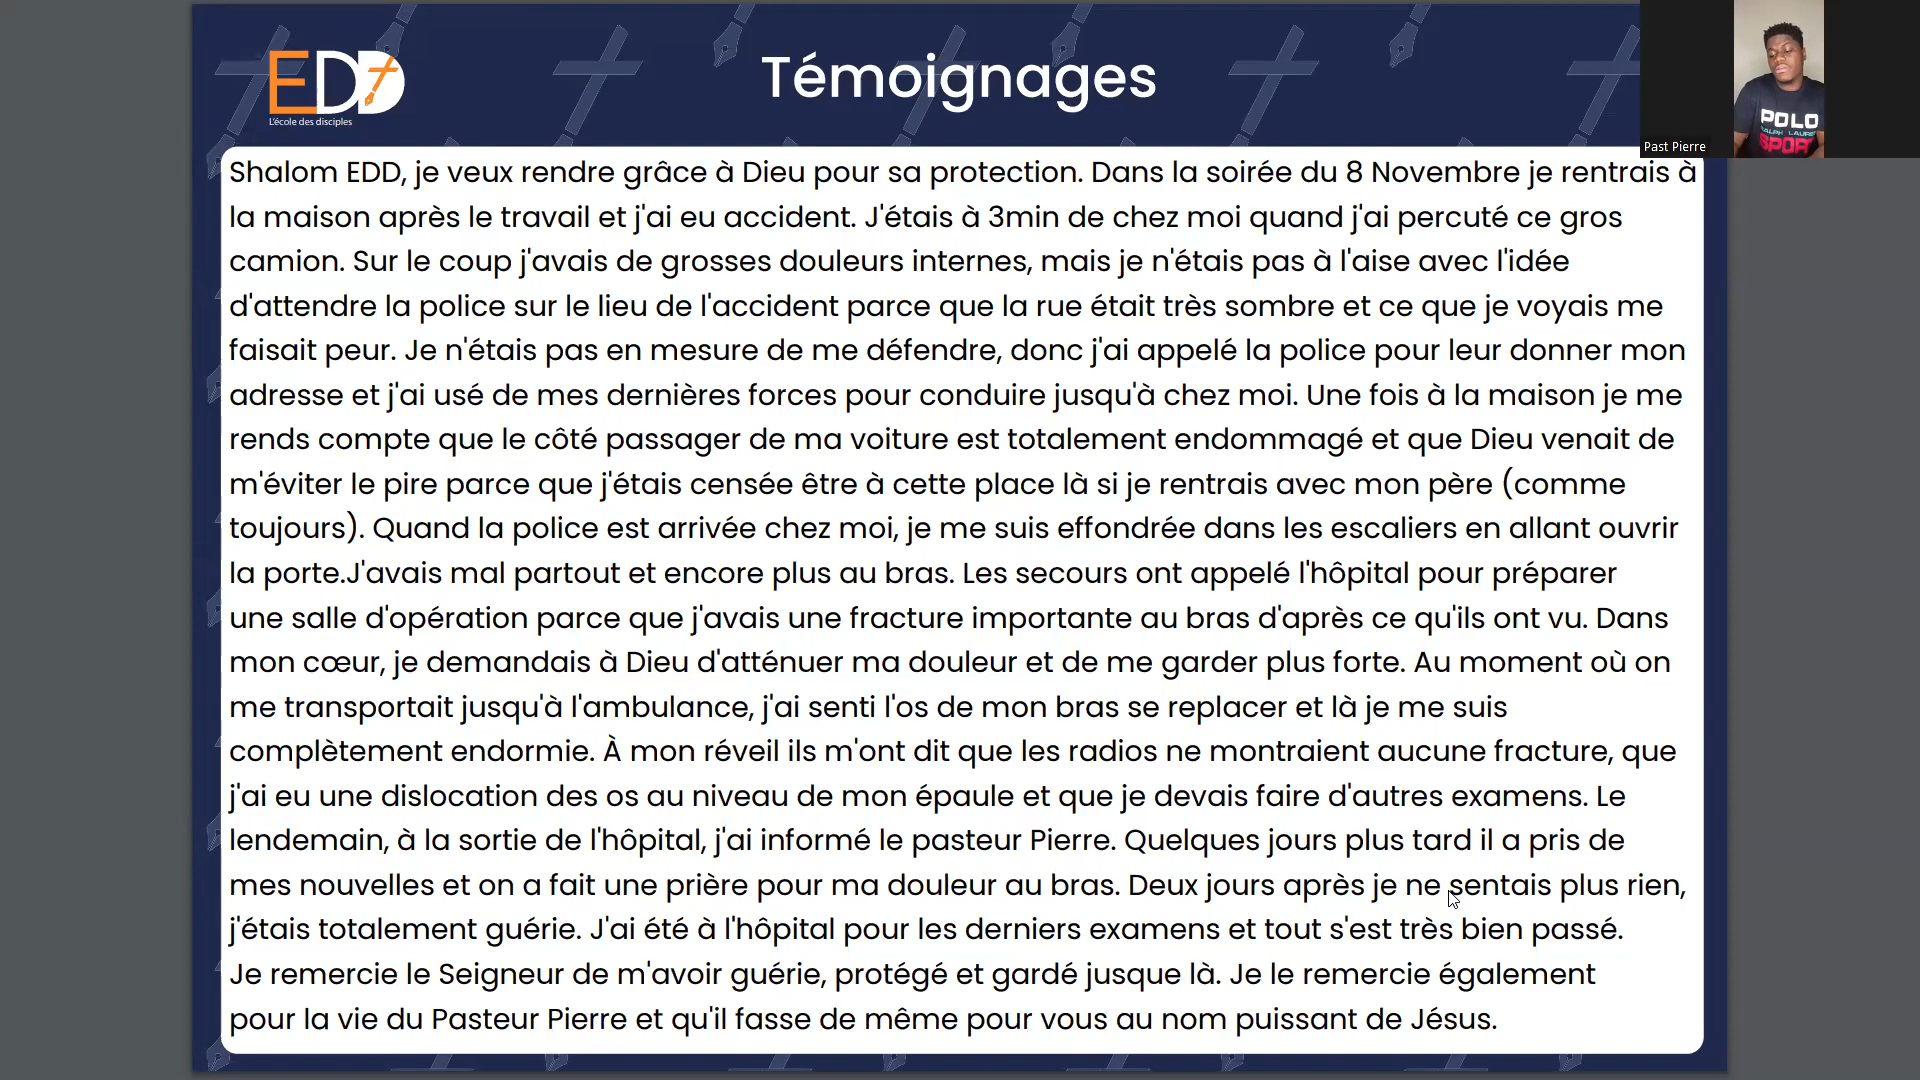 EDD
L'école des disciples
Témoignages
POLO
RALPH LAUREN
SPORT
Past Pierre
Shalom EDD, je veux rendre grâce à Dieu pour sa protection. Dans la soirée du 8 Novembre je rentrais à
la maison après le travail et j'ai eu accident. J'étais à 3min de chez moi quand j'ai percuté ce gros
camion. Sur le coup j'avais de grosses douleurs internes, mais je n'étais pas à l'aise avec l'idée
d'attendre la police sur le lieu de l'accident parce que la rue était très sombre et ce que je voyais me
faisait peur. Je n'étais pas en mesure de me défendre, donc j'ai appelé la police pour leur donner mon
adresse et j'ai usé de mes dernières forces pour conduire jusqu'à chez moi. Une fois à la maison je me
rends compte que le côté passager de ma voiture est totalement endommagé et que Dieu venait de
m'éviter le pire parce que j'étais censée être à cette place là si je rentrais avec mon père (comme
toujours). Quand la police est arrivée chez moi, je me suis effondrée dans les escaliers en allant ouvrir
la porte.J'avais mal partout et encore plus au bras. Les secours ont appelé l'hôpital pour préparer
une salle d'opération parce que j'avais une fracture importante au bras d'après ce qu'ils ont vu. Dans
mon cœur, je demandais à Dieu d'atténuer ma douleur et de me garder plus forte. Au moment où on
me transportait jusqu'à l'ambulance, j'ai senti l'os de mon bras se replacer et là je me suis
complètement endormie. À mon réveil ils m'ont dit que les radios ne montraient aucune fracture, que
j'ai eu une dislocation des os au niveau de mon épaule et que je devais faire d'autres examens. Le
lendemain, à la sortie de l'hôpital, j'ai informé le pasteur Pierre. Quelques jours plus tard il a pris de
mes nouvelles et on a fait une prière pour ma douleur au bras. Deux jours après je ne sentais plus rien,
j'étais totalement guérie. J'ai été à l'hôpital pour les derniers examens et tout s'est très bien passé.
Je remercie le Seigneur de m'avoir guérie, protégé et gardé jusque là. Je le remercie également
pour la vie du Pasteur Pierre et qu'il fasse de même pour vous au nom puissant de Jésus.